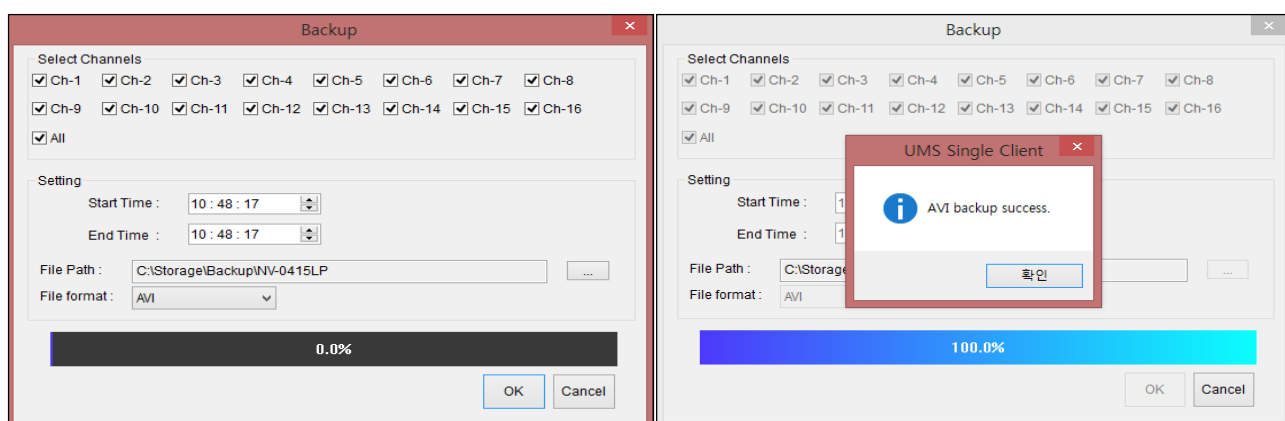 Backup
Select Channels
Ch-1 Ch-2 Ch-3 Ch-4 Ch-5 Ch-6 Ch-7 Ch-8
Ch-9 Ch-10 Ch-11 Ch-12 Ch-13 Ch-14 Ch-15 Ch-16
All
Setting
Start Time : 10 : 48 : 17
End Time : 10 : 48 : 17
File Path : C:\Storage\Backup\NV-0415LP ...
File format : AVI
0.0%
OK Cancel
Backup
Select Channels
Ch-1 Ch-2 Ch-3 Ch-4 Ch-5 Ch-6 Ch-7 Ch-8
Ch-9 Ch-10 Ch-11 Ch-12 Ch-13 Ch-14 Ch-15 Ch-16
All
UMS Single Client
AVI backup success.
확인
Setting
Start Time : 1
End Time : 1
File Path : C:\Storage ...
File format : AVI
100.0%
OK Cancel